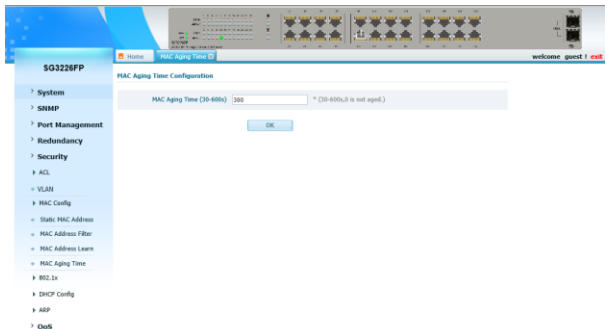 Home
MAC Aging Time
welcome guest ! exit
SG3226FP
MAC Aging Time Configuration
System
SNMP
Port Management
Redundancy
Security
ACL
VLAN
MAC Config
Static MAC Address
MAC Address Filter
MAC Address Learn
MAC Aging Time
802.1x
DHCP Config
ARP
QoS
MAC Aging Time (30-600s) 300 * (30-600s,0 is not aged.)
OK